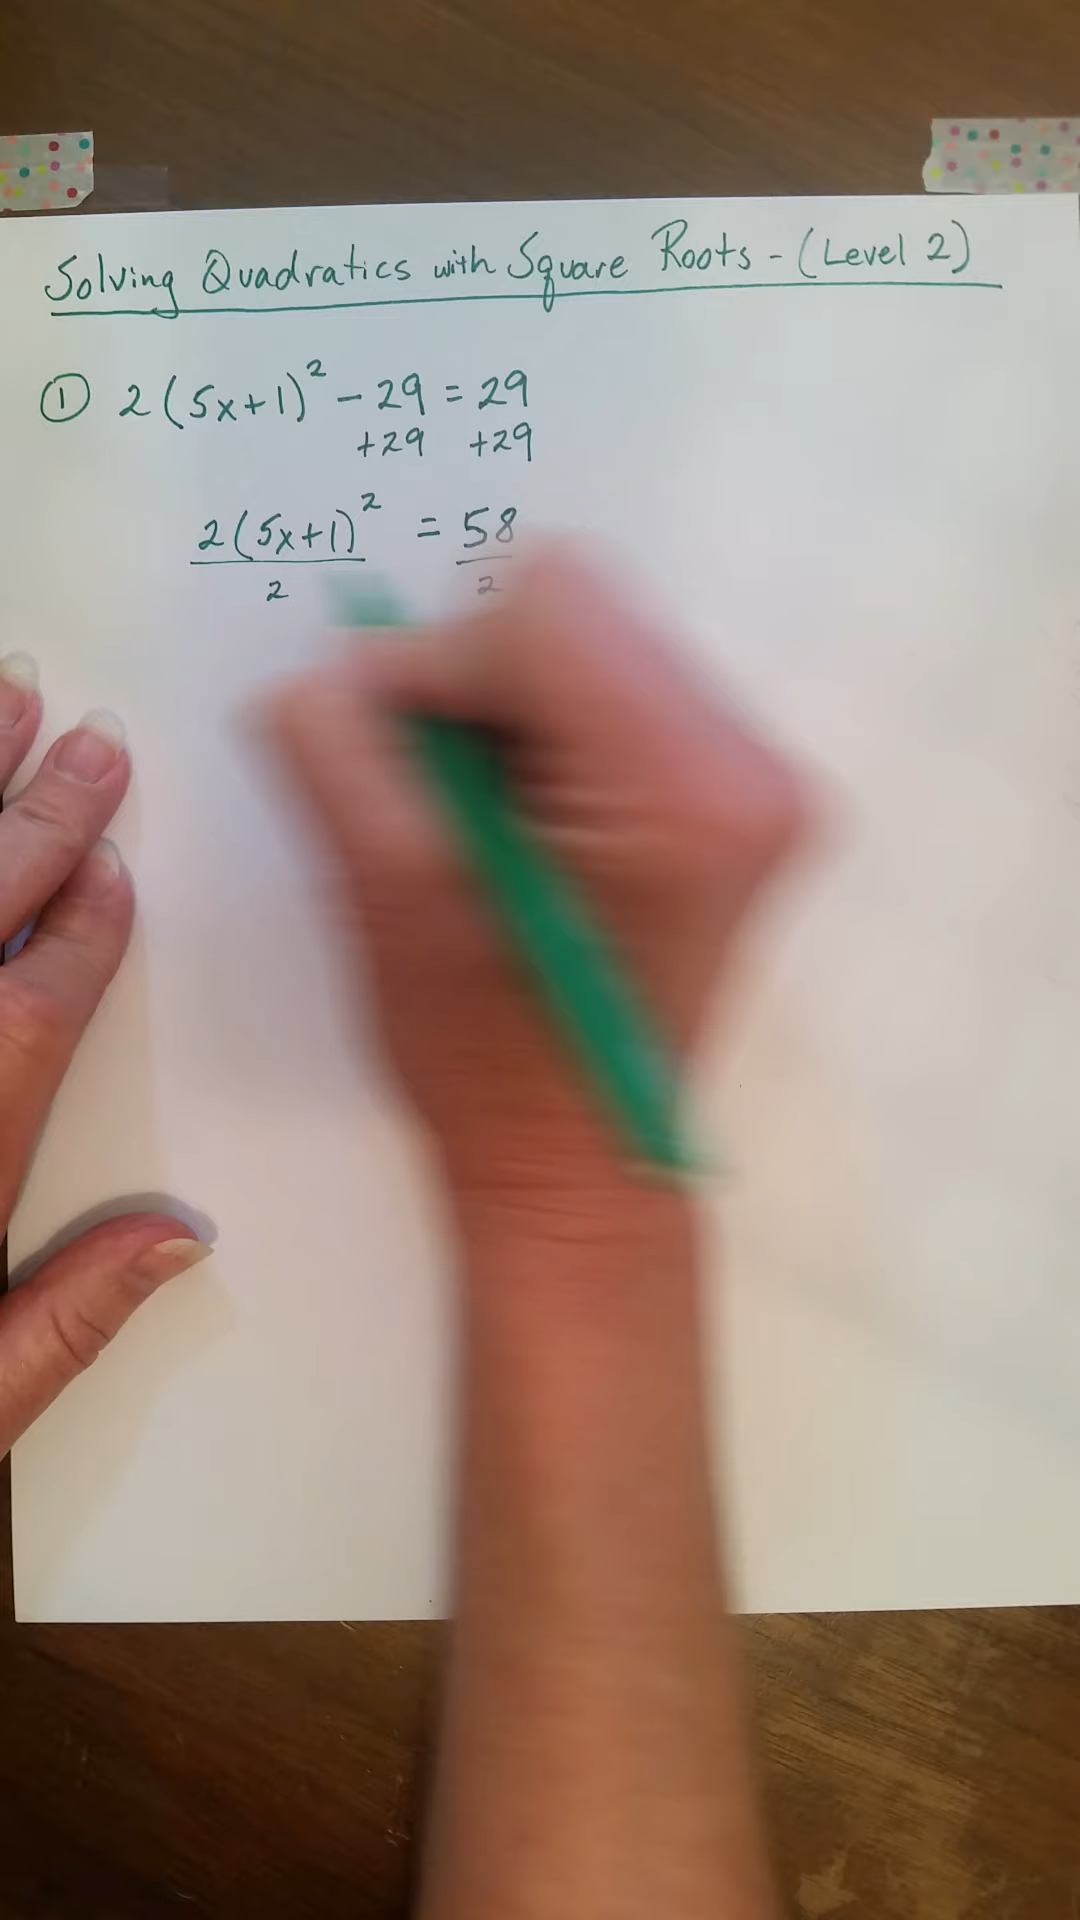 Solving Quadratics with Square Roots - (Level 2)
① 2(5x+1)² - 29 = 29
+29 +29
2(5x+1)² = 58
2 2